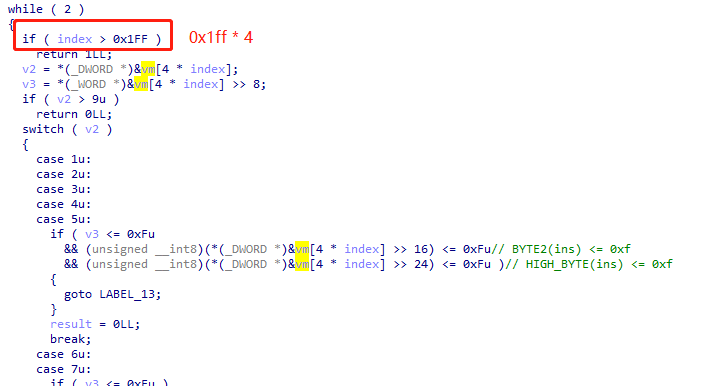 while ( 2 )
{
if ( index > 0x1FF ) 0x1ff * 4
return 1LL;
v2 = *(_DWORD *)&vm[4 * index];
v3 = *(_WORD *)&vm[4 * index] >> 8;
if ( v2 > 9u )
return 0LL;
switch ( v2 )
{
case 1u:
case 2u:
case 3u:
case 4u:
case 5u:
if ( v3 <= 0xFu
&& (unsigned __int8)(*(_DWORD *)&vm[4 * index] >> 16) <= 0xFu// BYTE2(ins) <= 0xf
&& (unsigned __int8)(*(_DWORD *)&vm[4 * index] >> 24) <= 0xFu )// HIGH_BYTE(ins) <= 0xf
{
goto LABEL_13;
}
result = 0LL;
break;
case 6u:
case 7u:
if ( v3 <= 0xFu )